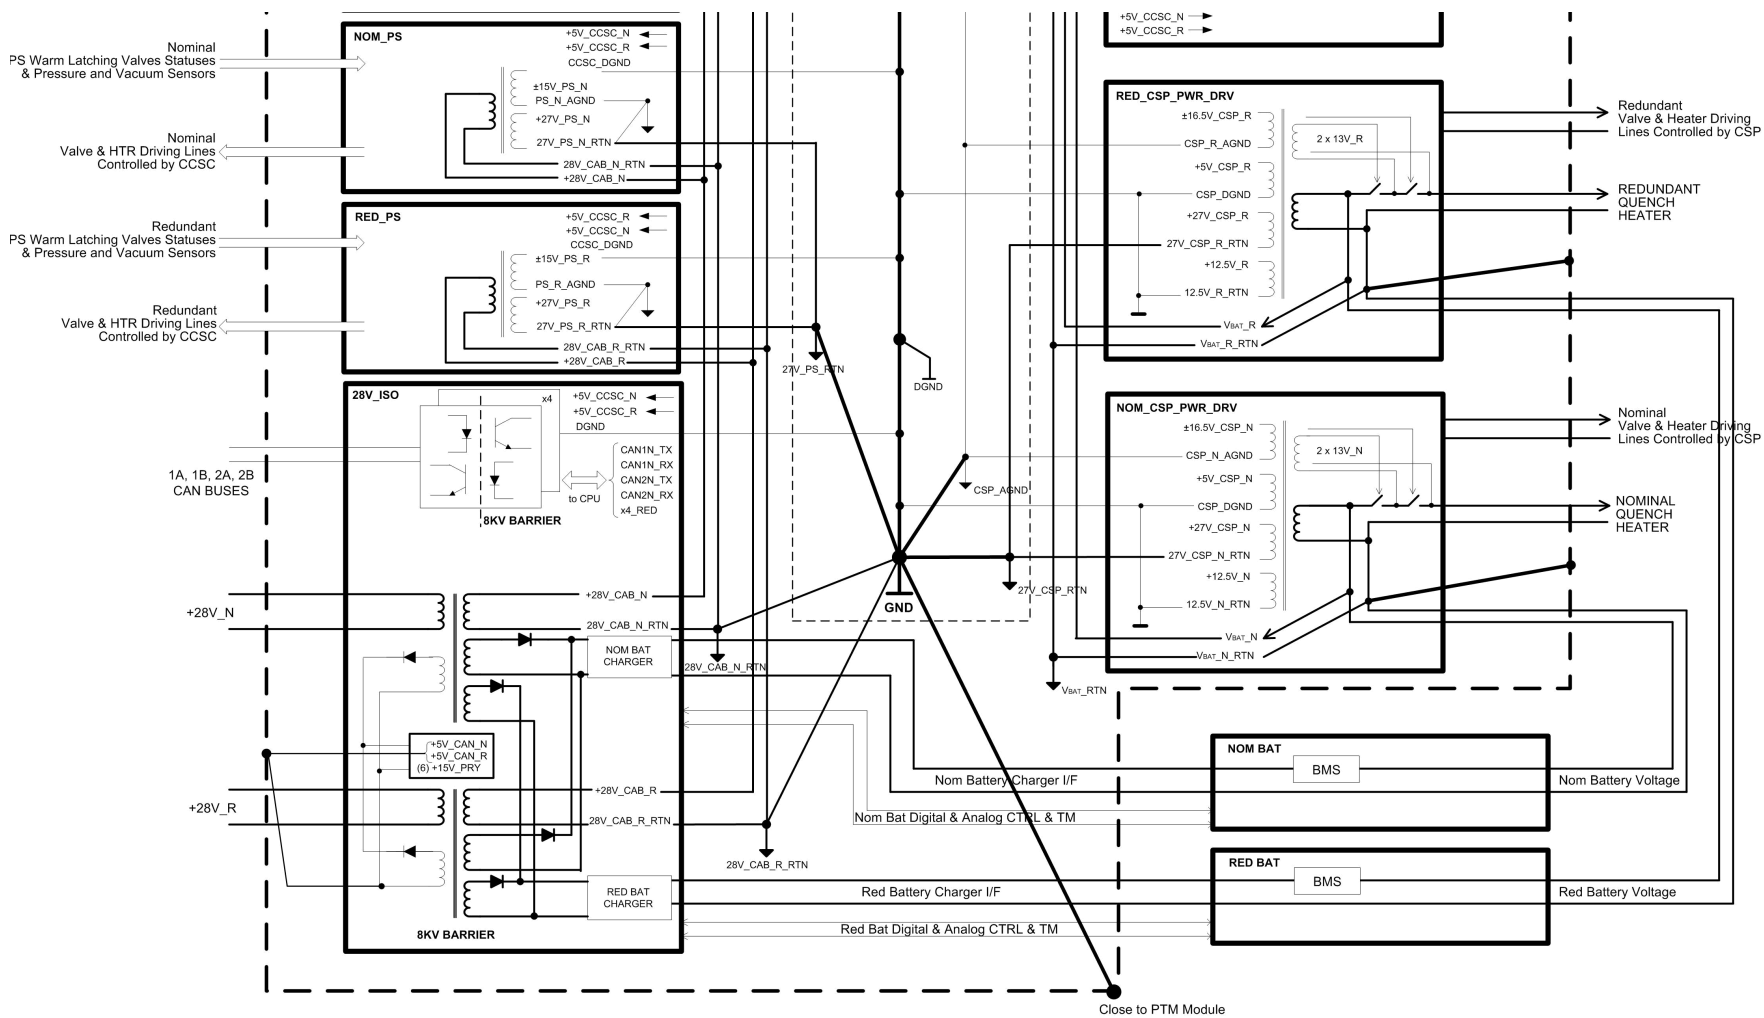 Nominal
PS Warm Latching Valves Statuses
& Pressure and Vacuum Sensors
Nominal
Valve & HTR Driving Lines
Controlled by CCSC
Redundant
PS Warm Latching Valves Statuses
& Pressure and Vacuum Sensors
Redundant
Valve & HTR Driving Lines
Controlled by CCSC
1A, 1B, 2A, 2B
CAN BUSES
+28V_N
+28V_R
NOM_PS
+5V_CCSC_N
+5V_CCSC_R
CCSC_DGND
±15V_PS_N
PS_N_AGND
+27V_PS_N
27V_PS_N_RTN
28V_CAB_N_RTN
+28V_CAB_N
RED_PS
+5V_CCSC_R
+5V_CCSC_N
CCSC_DGND
±15V_PS_R
PS_R_AGND
+27V_PS_R
27V_PS_R_RTN
28V_CAB_R_RTN
+28V_CAB_R
28V_ISO
x4
+5V_CCSC_N
+5V_CCSC_R
DGND
CAN1N_TX
CAN1N_RX
CAN2N_TX
CAN2N_RX
x4_RED
to CPU
8KV BARRIER
+28V_CAB_N
28V_CAB_N_RTN
NOM BAT
CHARGER
+5V_CAN_N
+5V_CAN_R
(6) +15V_PRY
+28V_CAB_R
28V_CAB_R_RTN
RED BAT
CHARGER
8KV BARRIER
27V_PS_RTN
DGND
CSP_AGND
GND
27V_CSP_RTN
28V_CAB_N_RTN
28V_CAB_R_RTN
VBAT_RTN
+5V_CCSC_N
+5V_CCSC_R
RED_CSP_PWR_DRV
±16.5V_CSP_R
CSP_R_AGND
+5V_CSP_R
CSP_DGND
+27V_CSP_R
27V_CSP_R_RTN
+12.5V_R
12.5V_R_RTN
VBAT_R
VBAT_R_RTN
2 x 13V_R
Redundant
Valve & Heater Driving
Lines Controlled by CSP
REDUNDANT
QUENCH
HEATER
NOM_CSP_PWR_DRV
±16.5V_CSP_N
CSP_N_AGND
+5V_CSP_N
CSP_DGND
+27V_CSP_N
27V_CSP_N_RTN
+12.5V_N
12.5V_N_RTN
VBAT_N
VBAT_N_RTN
2 x 13V_N
Nominal
Valve & Heater Driving
Lines Controlled by CSP
NOMINAL
QUENCH
HEATER
NOM BAT
BMS
Nom Battery Charger I/F
Nom Battery Voltage
Nom Bat Digital & Analog CTRL & TM
RED BAT
BMS
Red Battery Charger I/F
Red Battery Voltage
Red Bat Digital & Analog CTRL & TM
Close to PTM Module